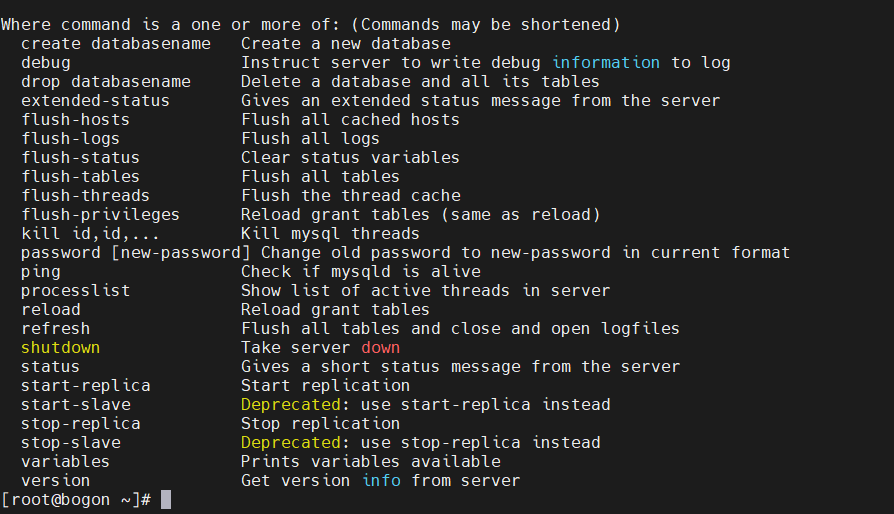 Where command is a one or more of: (Commands may be shortened)
  create databasename   Create a new database
  debug                 Instruct server to write debug information to log
  drop databasename     Delete a database and all its tables
  extended-status       Gives an extended status message from the server
  flush-hosts           Flush all cached hosts
  flush-logs            Flush all logs
  flush-status          Clear status variables
  flush-tables          Flush all tables
  flush-threads         Flush the thread cache
  flush-privileges      Reload grant tables (same as reload)
  kill id,id,...        Kill mysql threads
  password [new-password] Change old password to new-password in current format
  ping                  Check if mysqld is alive
  processlist           Show list of active threads in server
  reload                Reload grant tables
  refresh               Flush all tables and close and open logfiles
  shutdown              Take server down
  status                Gives a short status message from the server
  start-replica         Start replication
  start-slave           Deprecated: use start-replica instead
  stop-replica          Stop replication
  stop-slave            Deprecated: use stop-replica instead
  variables             Prints variables available
  version               Get version info from server
[root@bogon ~]#